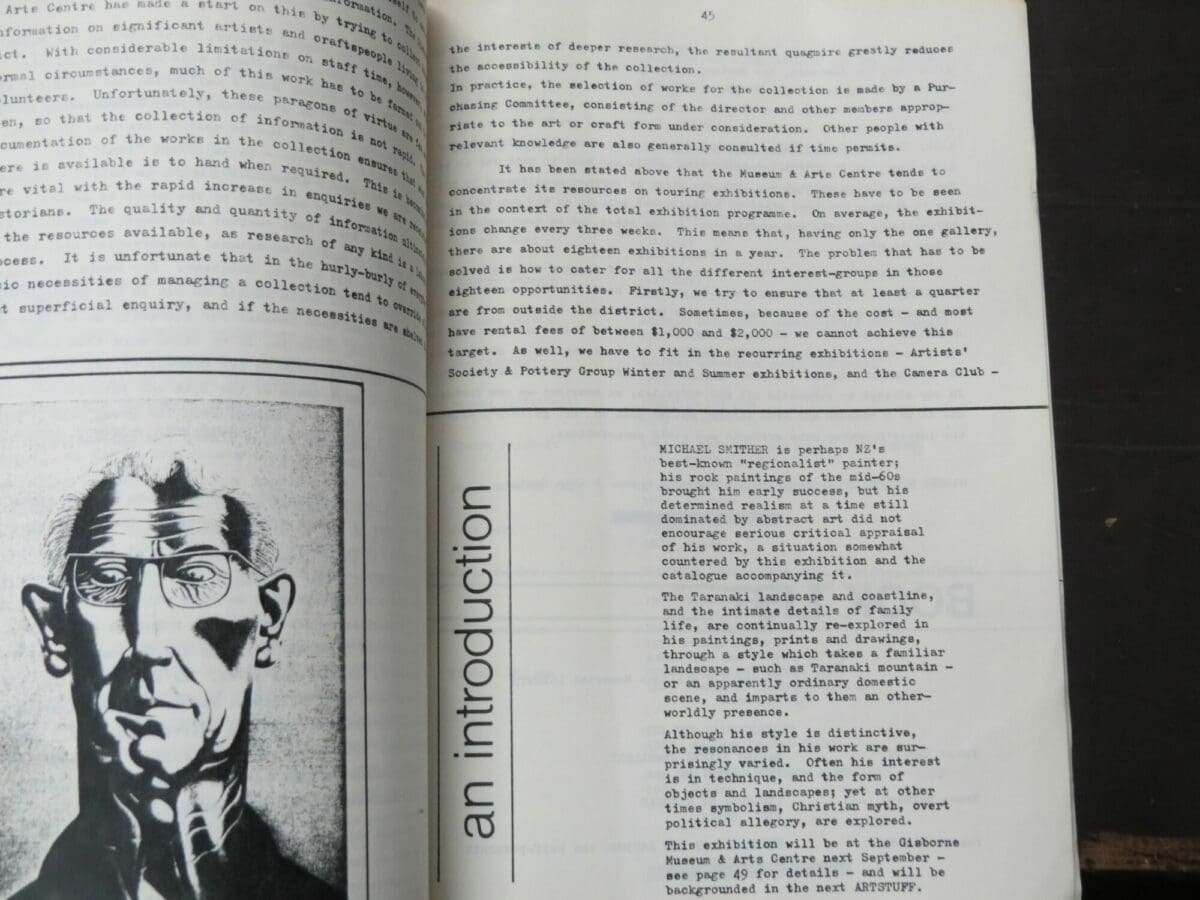 Arts Centre has made a start on this by trying to collect
information on significant artists and craftspeople living
With considerable limitations on staff time, however,
circumstances, much of this work has to be farmed out
Unfortunately, these paragons of virtue are
so that the collection of information is not rapid.
of the works in the collection ensures that
is available is to hand when required. This is
vital with the rapid increase in enquiries we are
The quality and quantity of information
the resources available, as research of any kind is a
It is unfortunate that in the hurly-burly of
necessities of managing a collection tend to override
superficial enquiry, and if the necessities are shelved
45
the interests of deeper research, the resultant quagmire greatly reduces
the accessibility of the collection.
In practice, the selection of works for the collection is made by a Pur-
chasing Committee, consisting of the director and other members approp-
riate to the art or craft form under consideration. Other people with
relevant knowledge are also generally consulted if time permits.
It has been stated above that the Museum & Arts Centre tends to
concentrate its resources on touring exhibitions. These have to be seen
in the context of the total exhibition programme. On average, the exhibit-
ions change every three weeks. This means that, having only the one gallery,
there are about eighteen exhibitions in a year. The problem that has to be
solved is how to cater for all the different interest-groups in those
eighteen opportunities. Firstly, we try to ensure that at least a quarter
are from outside the district. Sometimes, because of the cost - and most
have rental fees of between $1,000 and $2,000 - we cannot achieve this
target. As well, we have to fit in the recurring exhibitions - Artists'
Society & Pottery Group Winter and Summer exhibitions, and the Camera Club -
an introduction
MICHAEL SMITHER is perhaps NZ's
best-known "regionalist" painter;
his rock paintings of the mid-60s
brought him early success, but his
determined realism at a time still
dominated by abstract art did not
encourage serious critical appraisal
of his work, a situation somewhat
countered by this exhibition and the
catalogue accompanying it.
The Taranaki landscape and coastline,
and the intimate details of family
life, are continually re-explored in
his paintings, prints and drawings,
through a style which takes a familiar
landscape - such as Taranaki mountain -
or an apparently ordinary domestic
scene, and imparts to them an other-
worldly presence.
Although his style is distinctive,
the resonances in his work are sur-
prisingly varied. Often his interest
is in technique, and the form of
objects and landscapes; yet at other
times symbolism, Christian myth, overt
political allegory, are explored.
This exhibition will be at the Gisborne
Museum & Arts Centre next September -
see page 49 for details - and will be
backgrounded in the next ARTSTUFF.